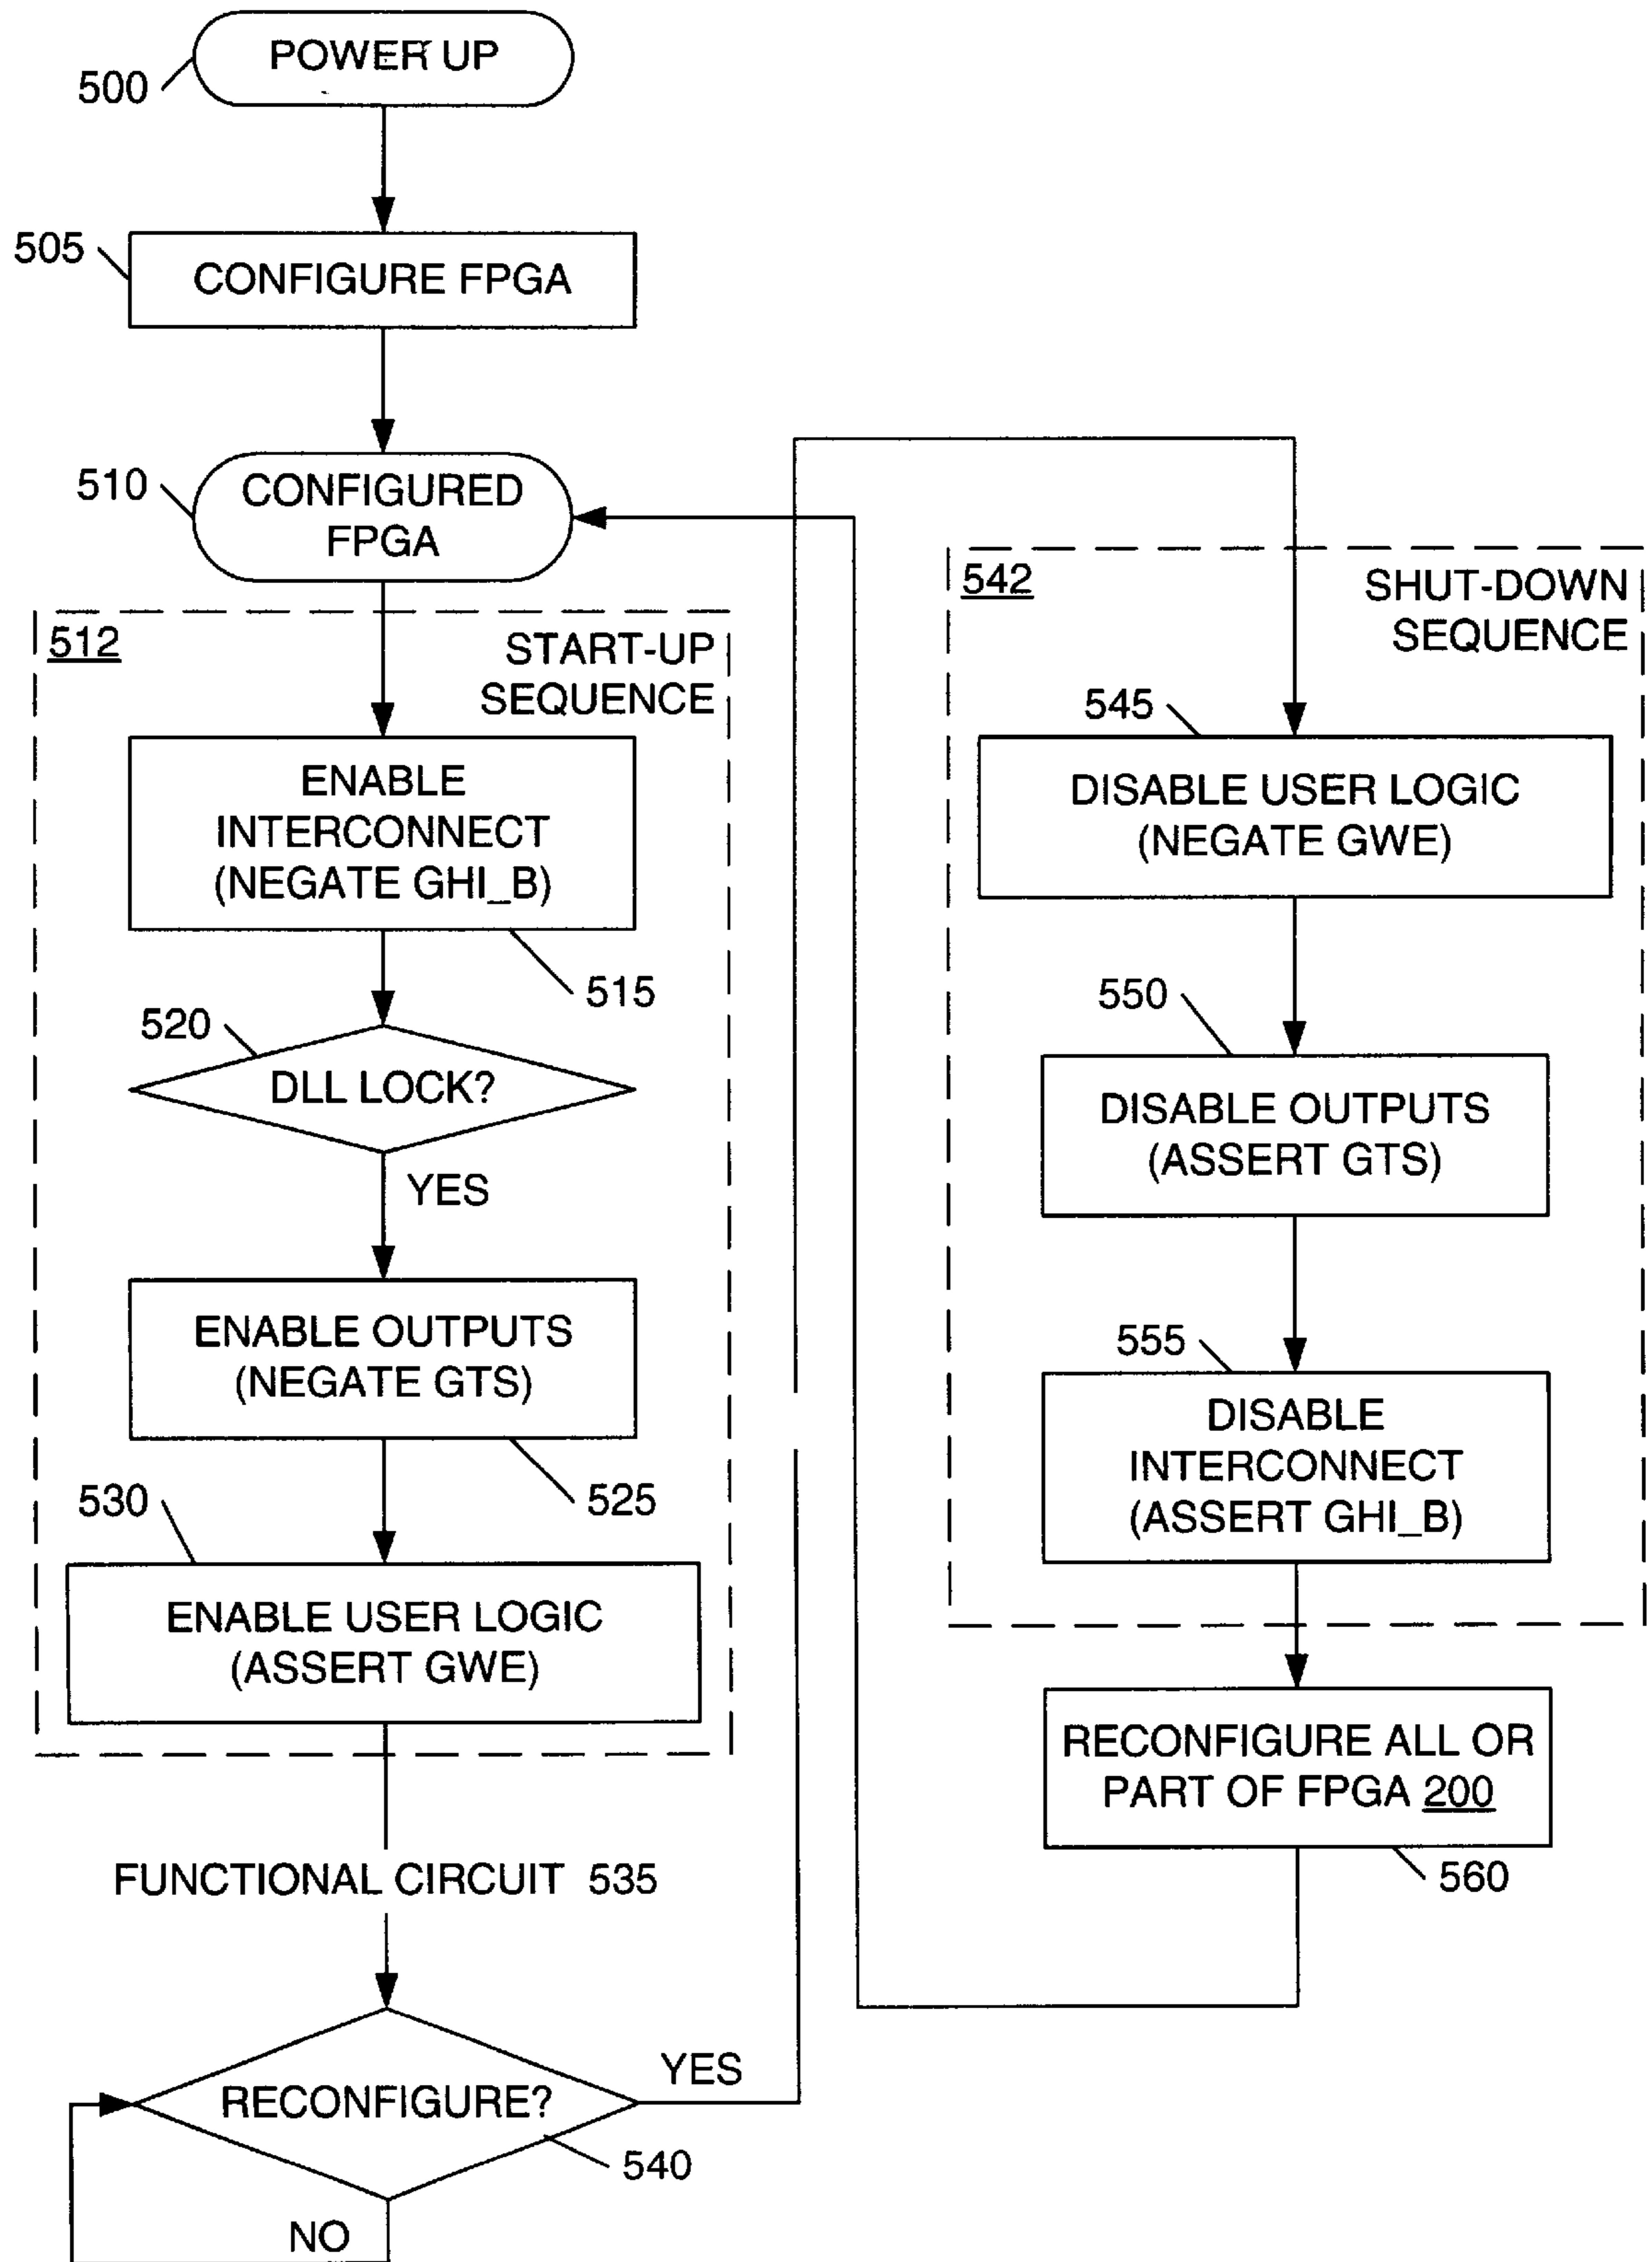 POWER UP
500
505
CONFIGURE FPGA
510
CONFIGURED
FPGA
512
START-UP
SEQUENCE
ENABLE
INTERCONNECT
(NEGATE GHI_B)
515
520
DLL LOCK?
YES
ENABLE OUTPUTS
(NEGATE GTS)
525
530
ENABLE USER LOGIC
(ASSERT GWE)
FUNCTIONAL CIRCUIT 535
RECONFIGURE?
YES
540
NO
542
SHUT-DOWN
SEQUENCE
545
DISABLE USER LOGIC
(NEGATE GWE)
550
DISABLE OUTPUTS
(ASSERT GTS)
555
DISABLE
INTERCONNECT
(ASSERT GHI_B)
RECONFIGURE ALL OR
PART OF FPGA 200
560